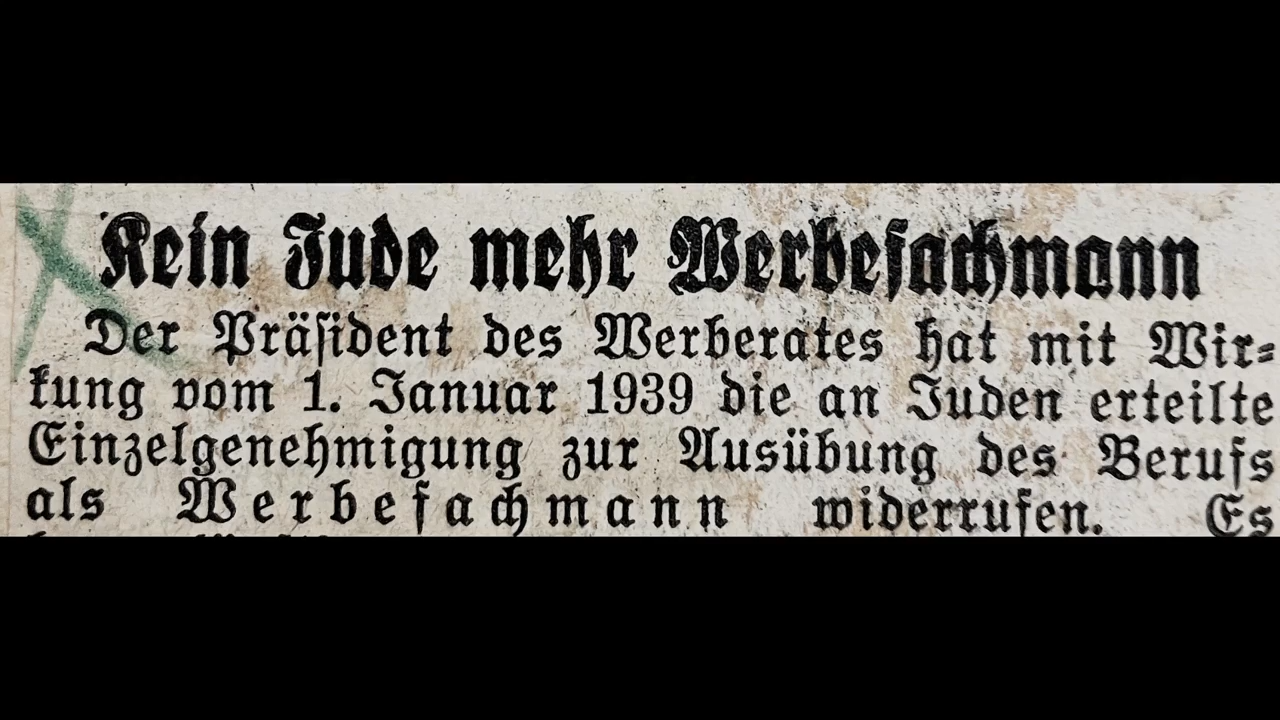 Kein Jude mehr Werbefachmann
Der Präsident des Werberates hat mit Wir-
kung vom 1. Januar 1939 die an Juden erteilte
Einzelgenehmigung zur Ausübung des Berufs
als Werbefachmann widerrufen. Es